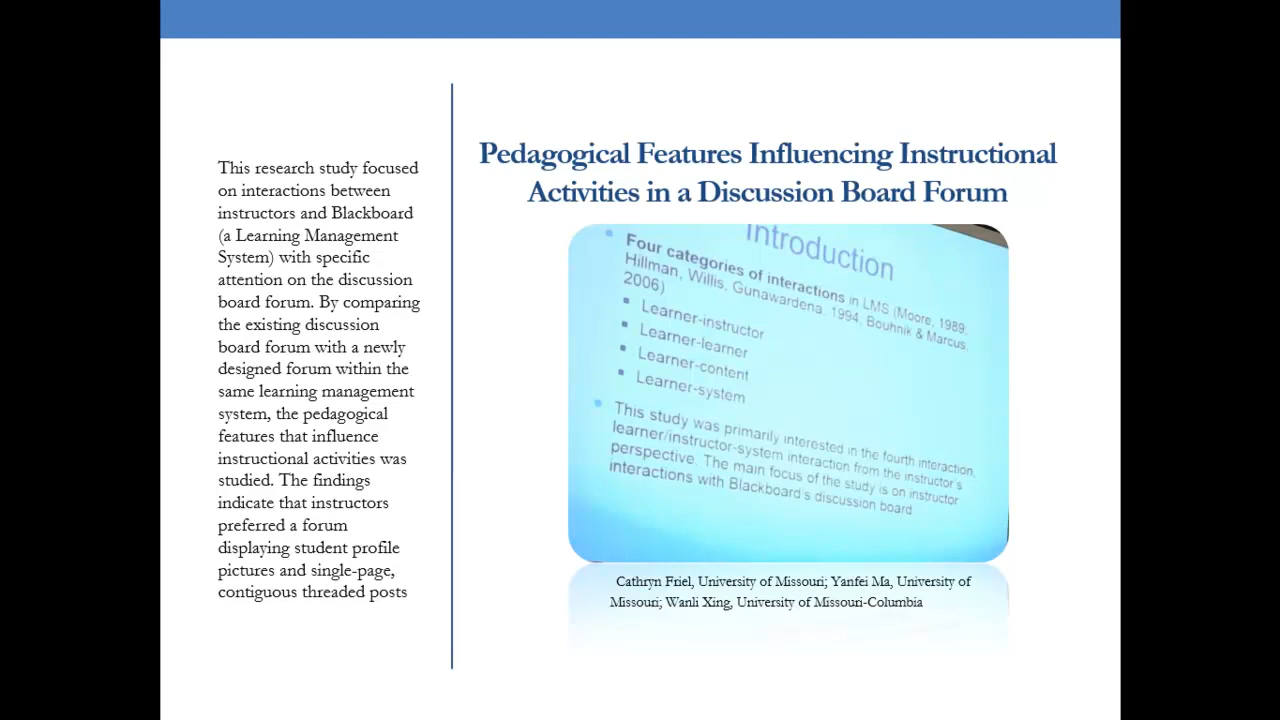 This research study focused
on interactions between
instructors and Blackboard
(a Learning Management
System) with specific
attention on the discussion
board forum. By comparing
the existing discussion
board forum with a newly
designed forum within the
same learning management
system, the pedagogical
features that influence
instructional activities was
studied. The findings
indicate that instructors
preferred a forum
displaying student profile
pictures and single-page,
contiguous threaded posts
Pedagogical Features Influencing Instructional
Activities in a Discussion Board Forum
Introduction
Four categories of interactions in LMS (Moore, 1989;
Hillman, Willis, Gunawardena, 1994, Bouhnik & Marcus,
2006)
Learner-instructor
Learner-learner
Learner-content
Learner-system
This study was primarily interested in the fourth interaction,
learner/instructor-system interaction from the instructor's
perspective. The main focus of the study is on instructor
interactions with Blackboard's discussion board
Cathryn Friel, University of Missouri; Yanfei Ma, University of
Missouri; Wanli Xing, University of Missouri-Columbia